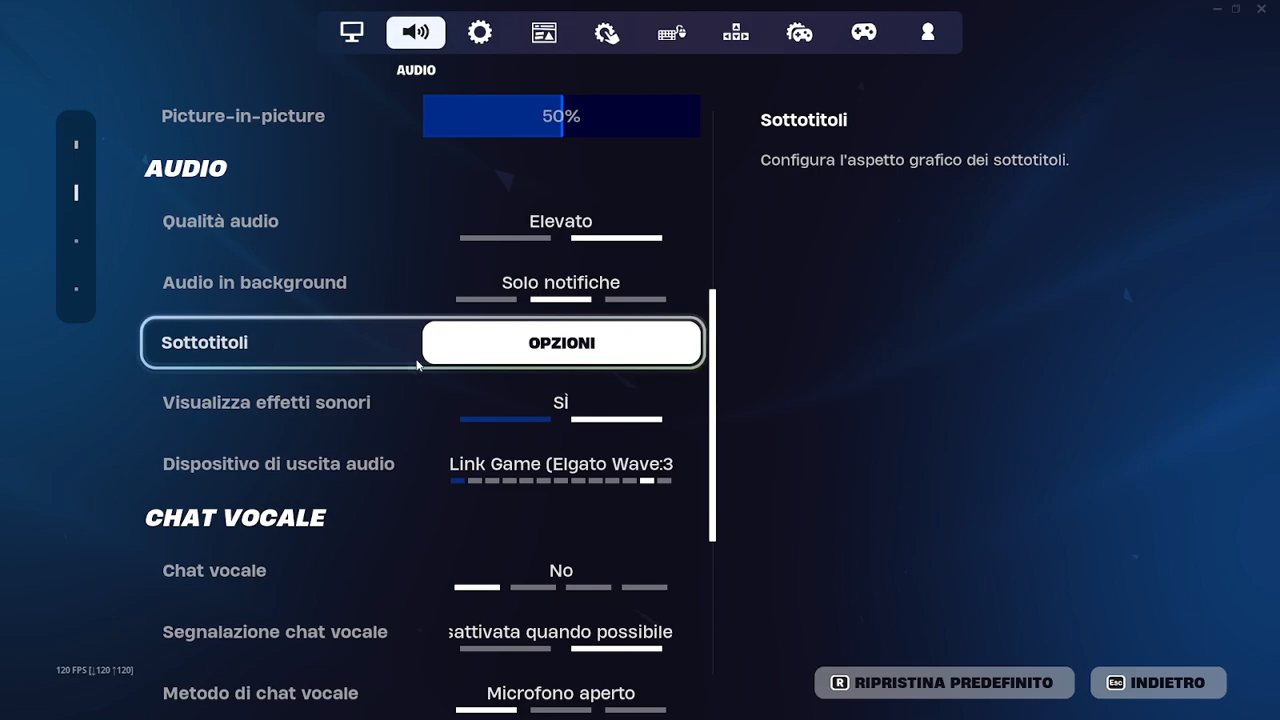 AUDIO
Picture-in-picture 50%
AUDIO
Qualità audio Elevato
Audio in background Solo notifiche
Sottotitoli OPZIONI
Visualizza effetti sonori SÌ
Dispositivo di uscita audio Link Game (Elgato Wave:3
CHAT VOCALE
Chat vocale No
Segnalazione chat vocale sattivata quando possibile
Metodo di chat vocale Microfono aperto
Sottotitoli
Configura l'aspetto grafico dei sottotitoli.
120 FPS [↓120 ↑120]
R RIPRISTINA PREDEFINITO
Esc INDIETRO